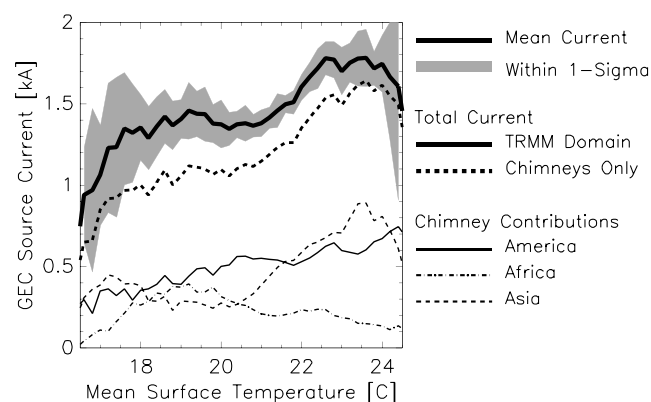 GEC Source Current [kA]
2
1.5
1
0.5
0
18 20 22 24
Mean Surface Temperature [C]
Mean Current
Within 1-Sigma
Total Current
TRMM Domain
Chimneys Only
Chimney Contributions
America
Africa
Asia